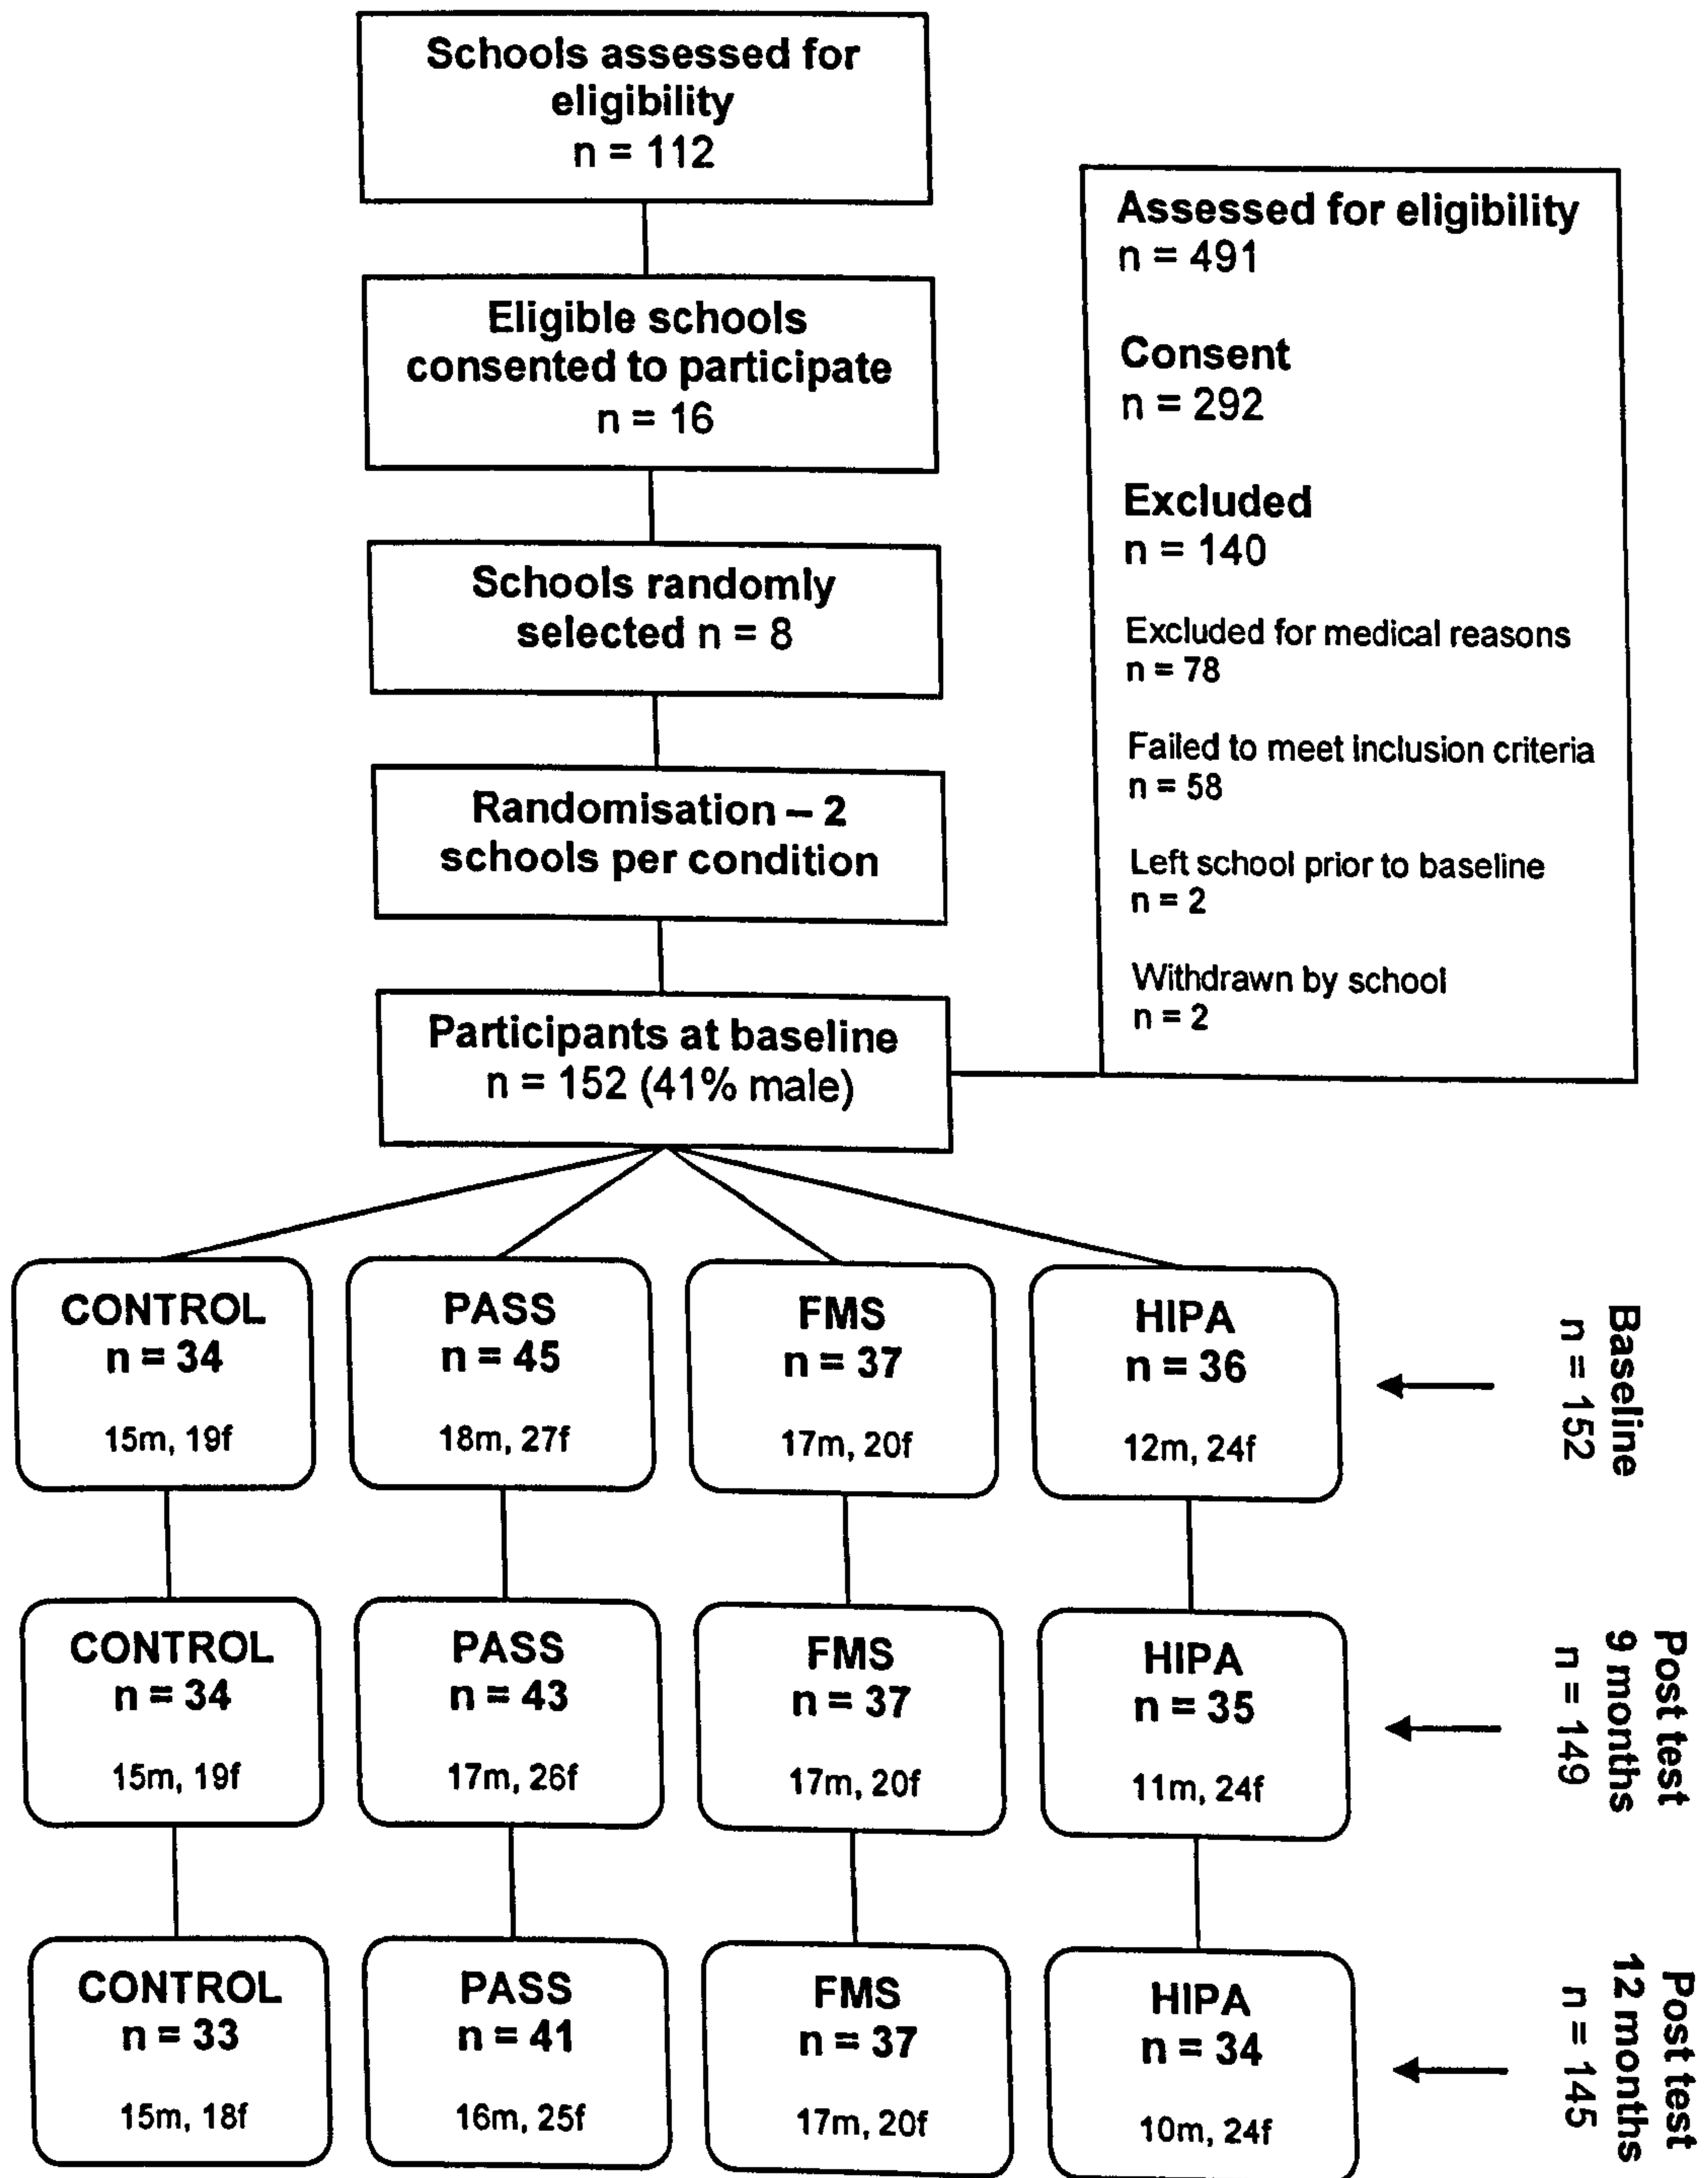 Schools assessed for
eligibility
n = 112
Eligible schools
consented to participate
n = 16
Schools randomly
selected n = 8
Randomisation – 2
schools per condition
Participants at baseline
n = 152 (41% male)
Assessed for eligibility
n = 491
Consent
n = 292
Excluded
n = 140
Excluded for medical reasons
n = 78
Failed to meet inclusion criteria
n = 58
Left school prior to baseline
n = 2
Withdrawn by school
n = 2
CONTROL
n = 34
15m, 19f
PASS
n = 45
18m, 27f
FMS
n = 37
17m, 20f
HIPA
n = 36
12m, 24f
Baseline
n = 152
CONTROL
n = 34
15m, 19f
PASS
n = 43
17m, 26f
FMS
n = 37
17m, 20f
HIPA
n = 35
11m, 24f
Post test
9 months
n = 149
CONTROL
n = 33
15m, 18f
PASS
n = 41
16m, 25f
FMS
n = 37
17m, 20f
HIPA
n = 34
10m, 24f
Post test
12 months
n = 145